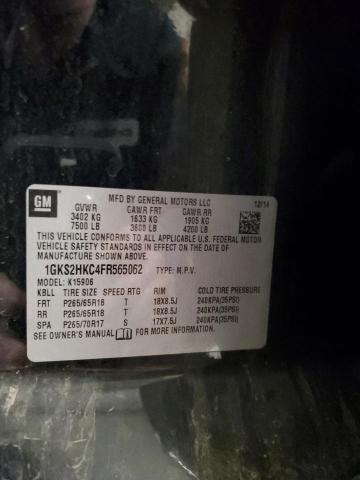 GM
MFD BY GENERAL MOTORS LLC
GVWR GAWR FRT GAWR RR 12/14
3402 KG 1633 KG 1905 KG
7500 LB 3600 LB 4200 LB
THIS VEHICLE CONFORMS TO ALL APPLICABLE U.S. FEDERAL MOTOR
VEHICLE SAFETY STANDARDS IN EFFECT ON THE DATE OF
MANUFACTURE SHOWN ABOVE.
1GKS2HKC4FR565062 TYPE: M.P.V.
MODEL: K15906
KBLL TIRE SIZE SPEED RTG RIM COLD TIRE PRESSURE
FRT P265/65R18 T 18X8.5J 240KPA(35PSI)
RR P265/65R18 T 18X8.5J 240KPA(35PSI)
SPA P265/70R17 T 17X7.5J 240KPA(35PSI)
SEE OWNER'S MANUAL FOR ADDITIONAL INFORMATION.